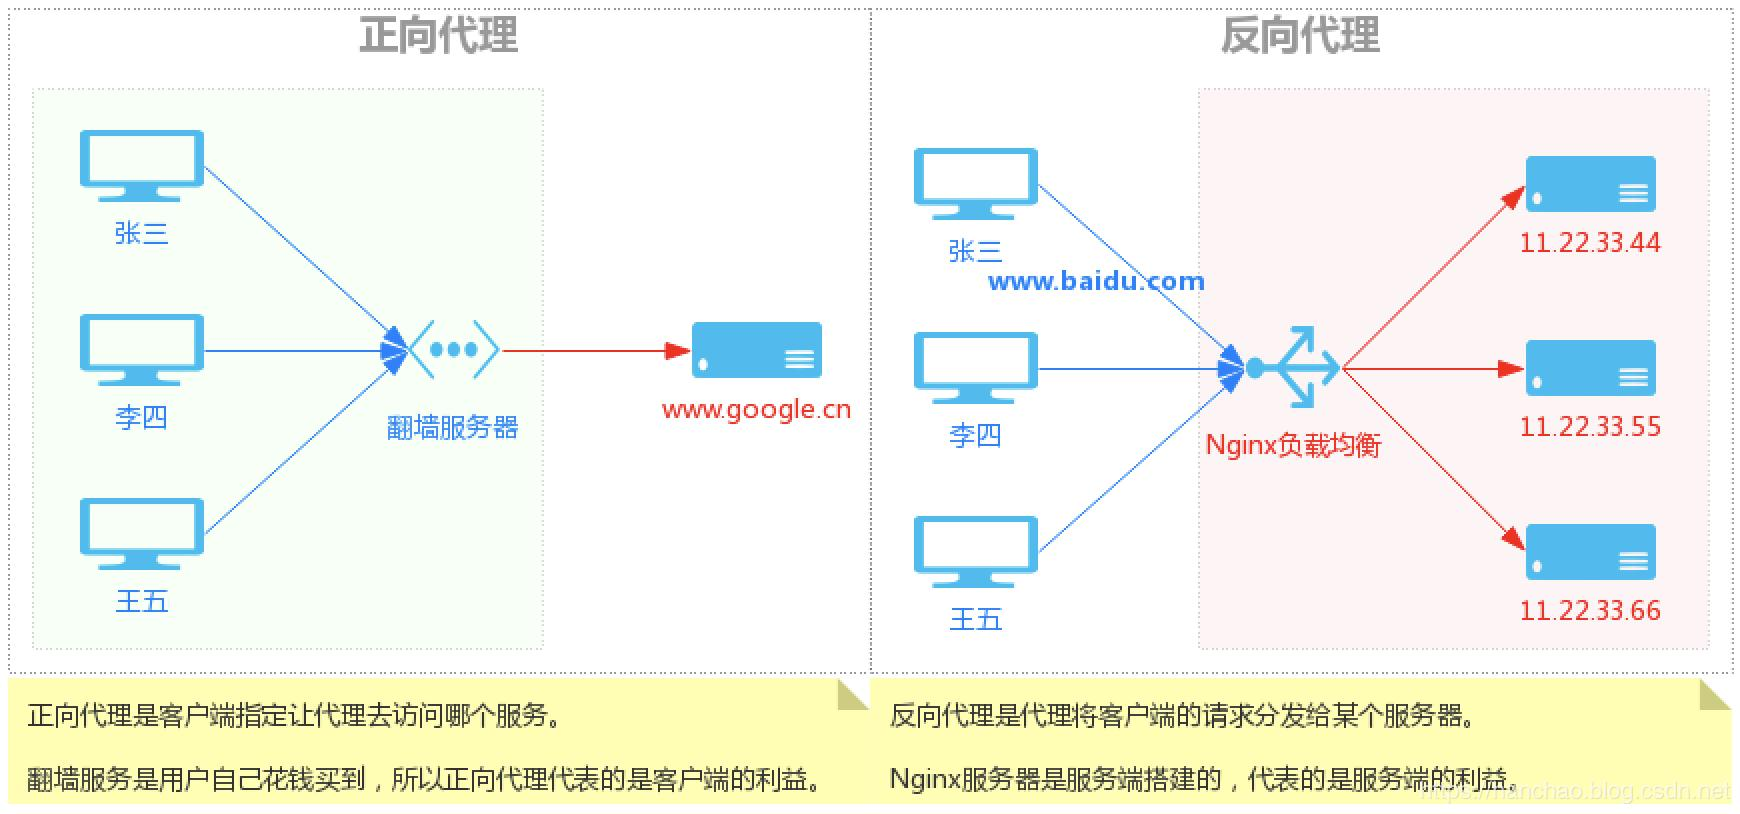 正向代理
张三
李四
王五
翻墙服务器
www.google.cn
正向代理是客户端指定让代理去访问哪个服务。
翻墙服务是用户自己花钱买到，所以正向代理代表的是客户端的利益。
反向代理
张三
www.baidu.com
李四
王五
Nginx负载均衡
11.22.33.44
11.22.33.55
11.22.33.66
反向代理是代理将客户端的请求分发给某个服务器。
Nginx服务器是服务端搭建的，代表的是服务端的利益。
https://hanchao.blog.csdn.net